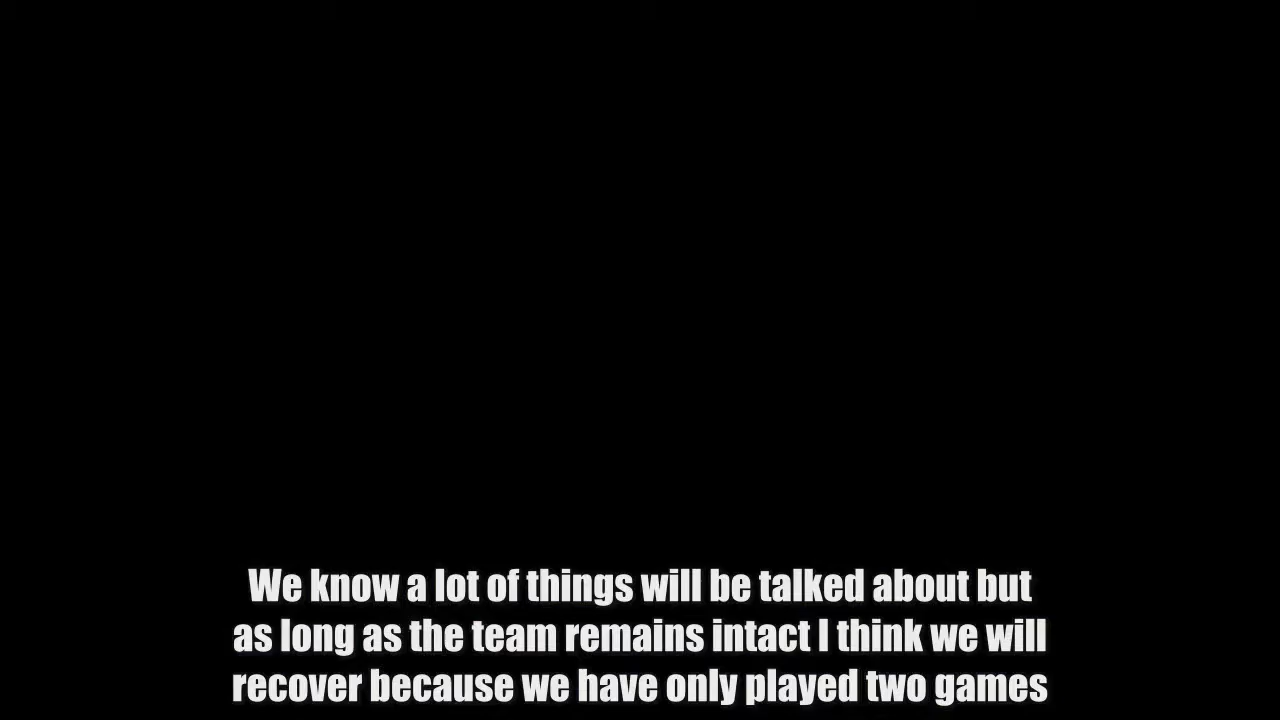 We know a lot of things will be talked about but
as long as the team remains intact I think we will
recover because we have only played two games